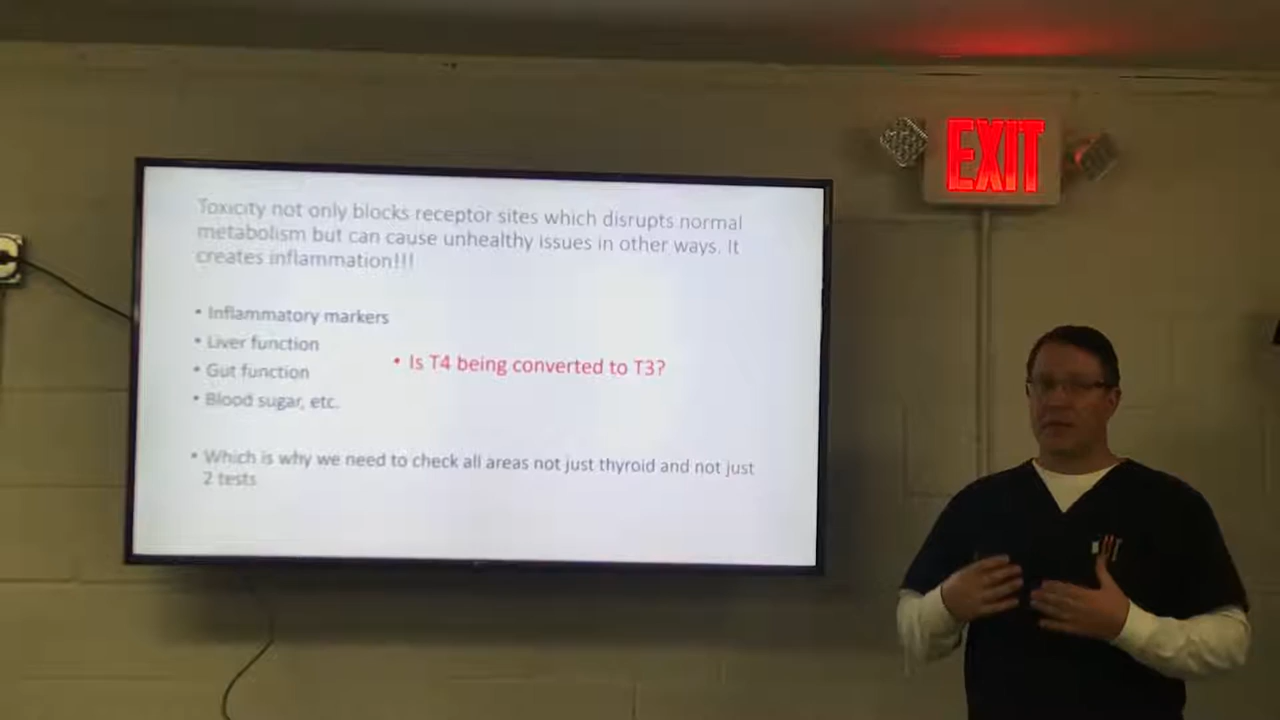 Toxicity not only blocks receptor sites which disrupts normal
metabolism but can cause unhealthy issues in other ways. It
creates inflammation!!!
• Inflammatory markers
• Liver function
• Gut function
• Blood sugar, etc.
• Is T4 being converted to T3?
• Which is why we need to check all areas not just thyroid and not just
2 tests
EXIT